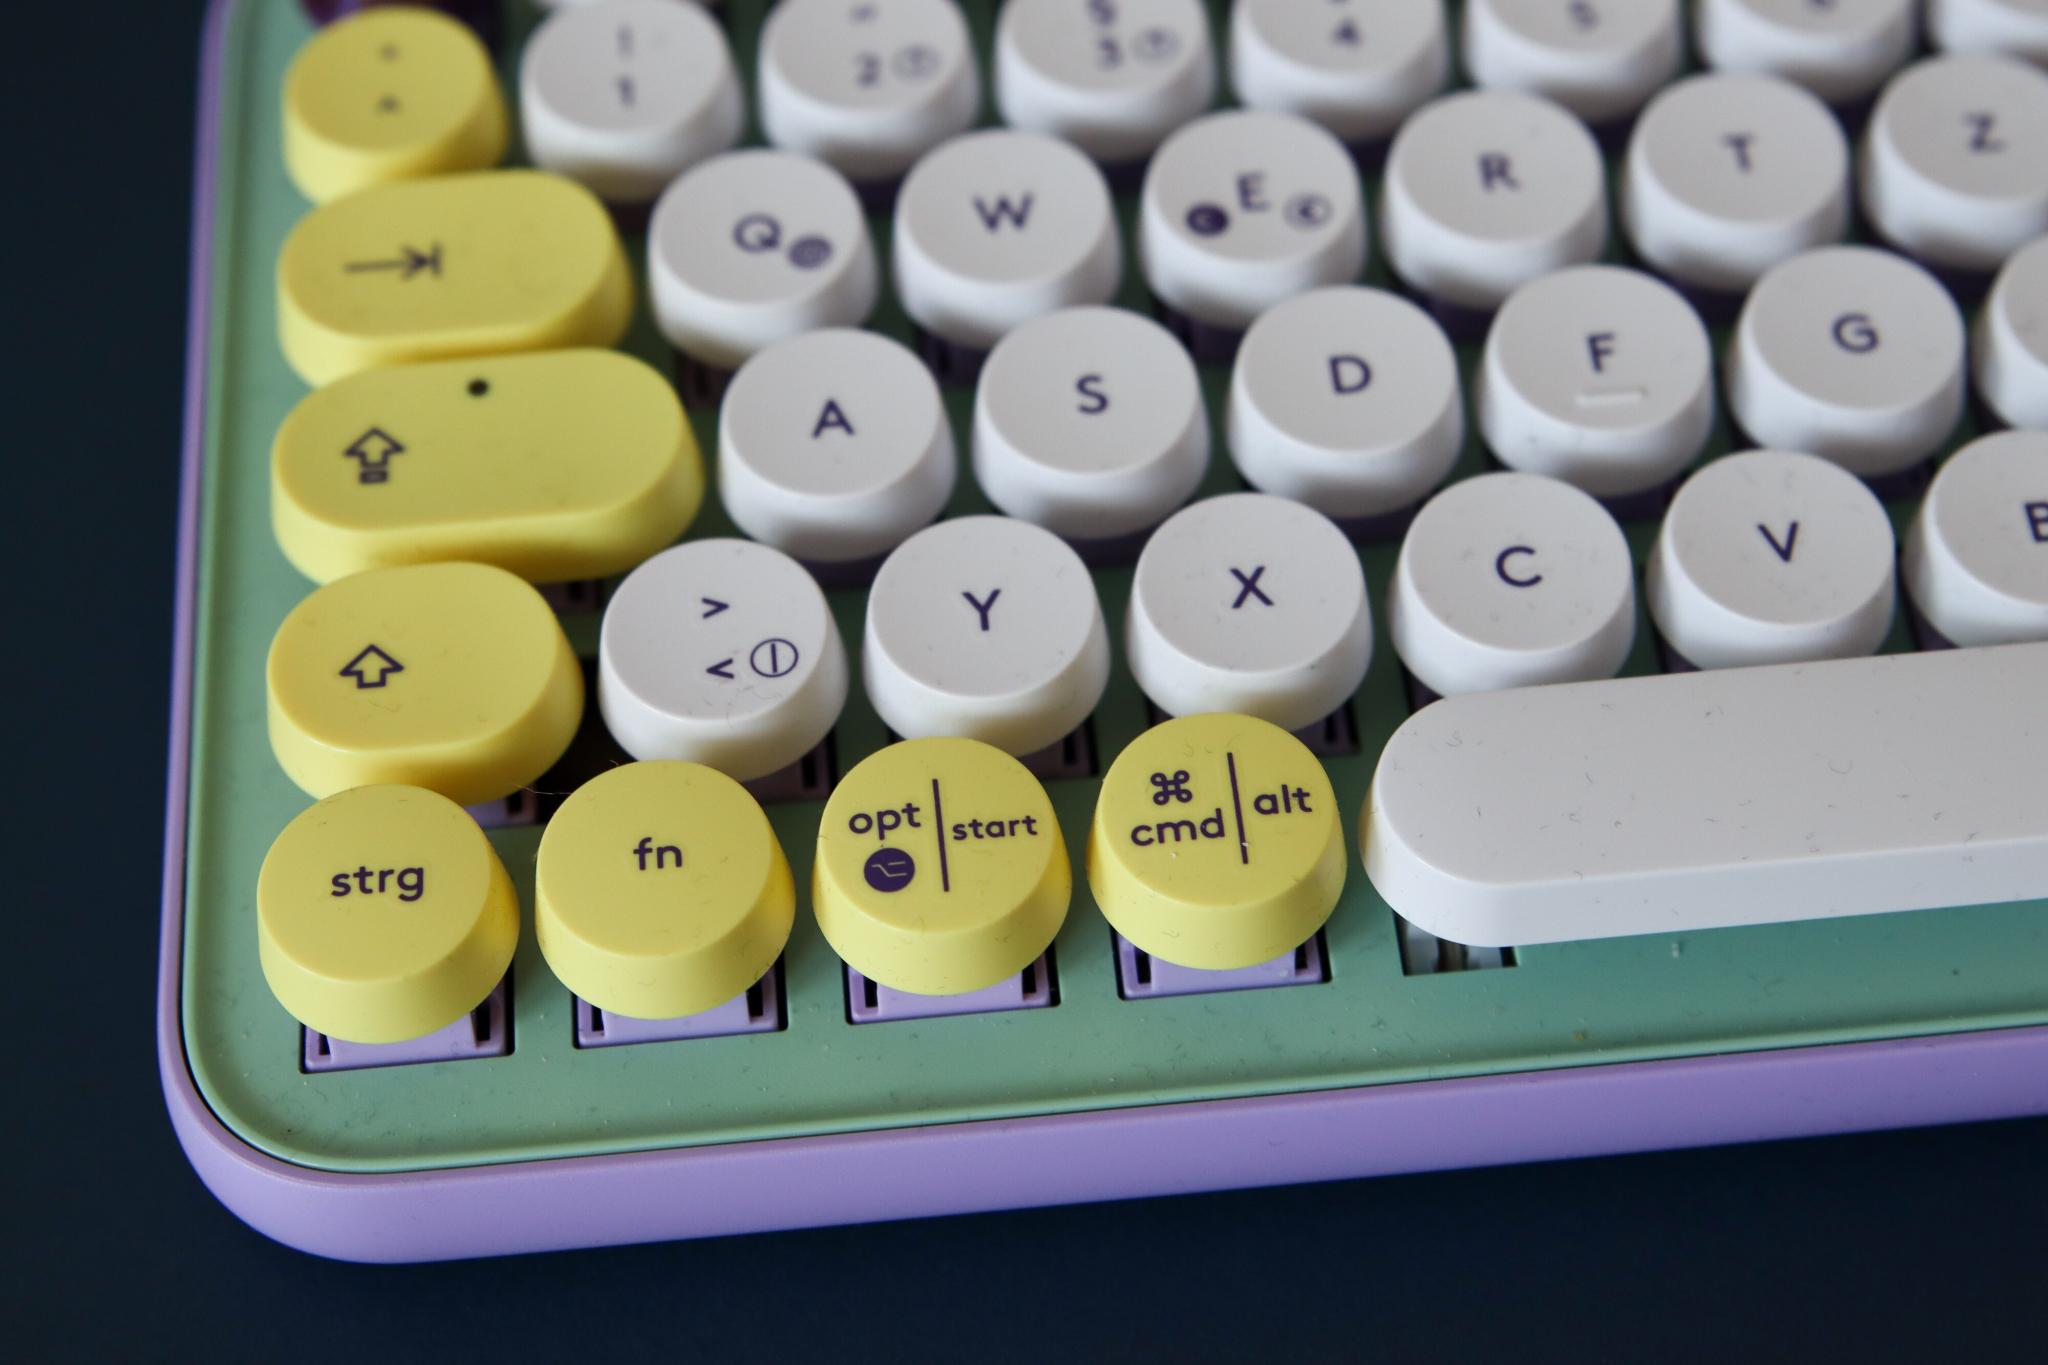 ° ! " § $
^ 1 2 3 4 5
Q @ W E € R T Z
A S D F G
> Y X C V B
<
strg fn opt | start ⌘ cmd | alt
⌥